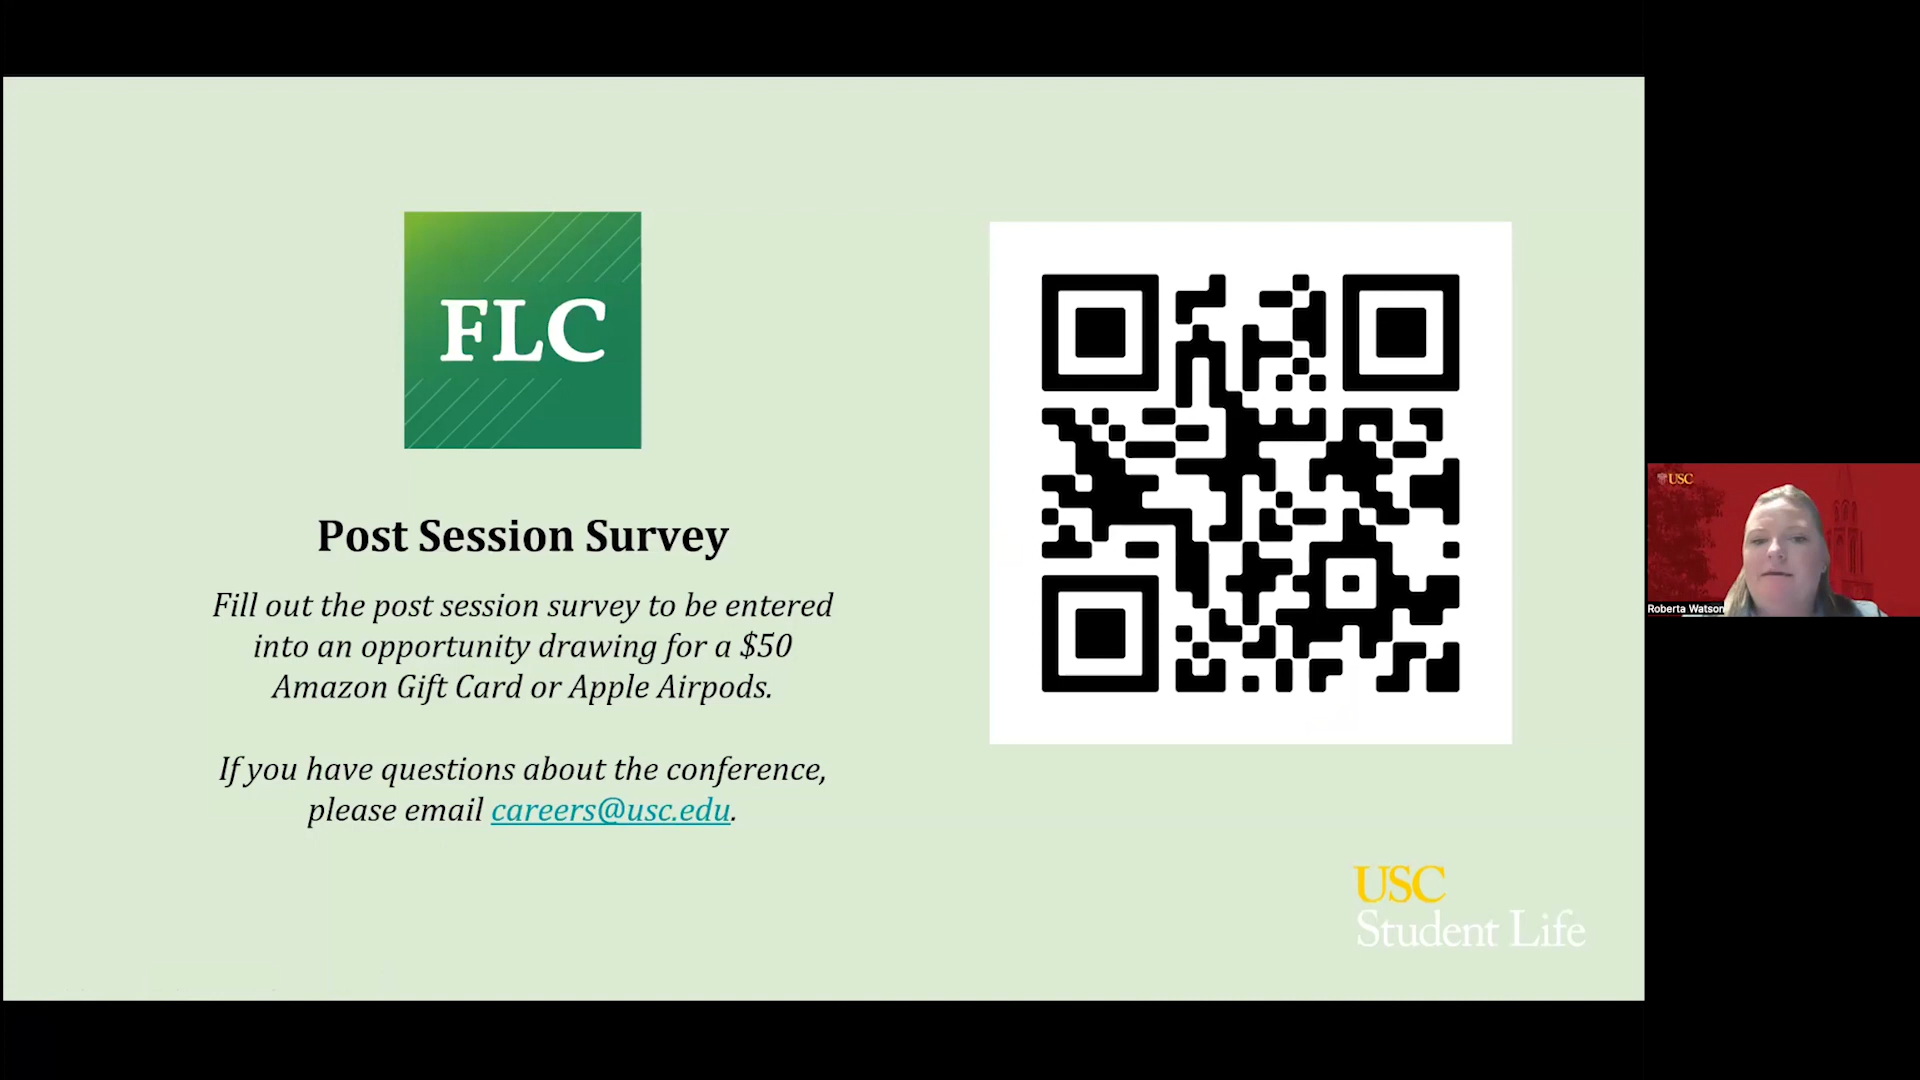 FLC
Post Session Survey
Fill out the post session survey to be entered
into an opportunity drawing for a $50
Amazon Gift Card or Apple Airpods.
If you have questions about the conference,
please email careers@usc.edu.
USC
Student Life
USC
Roberta Watson